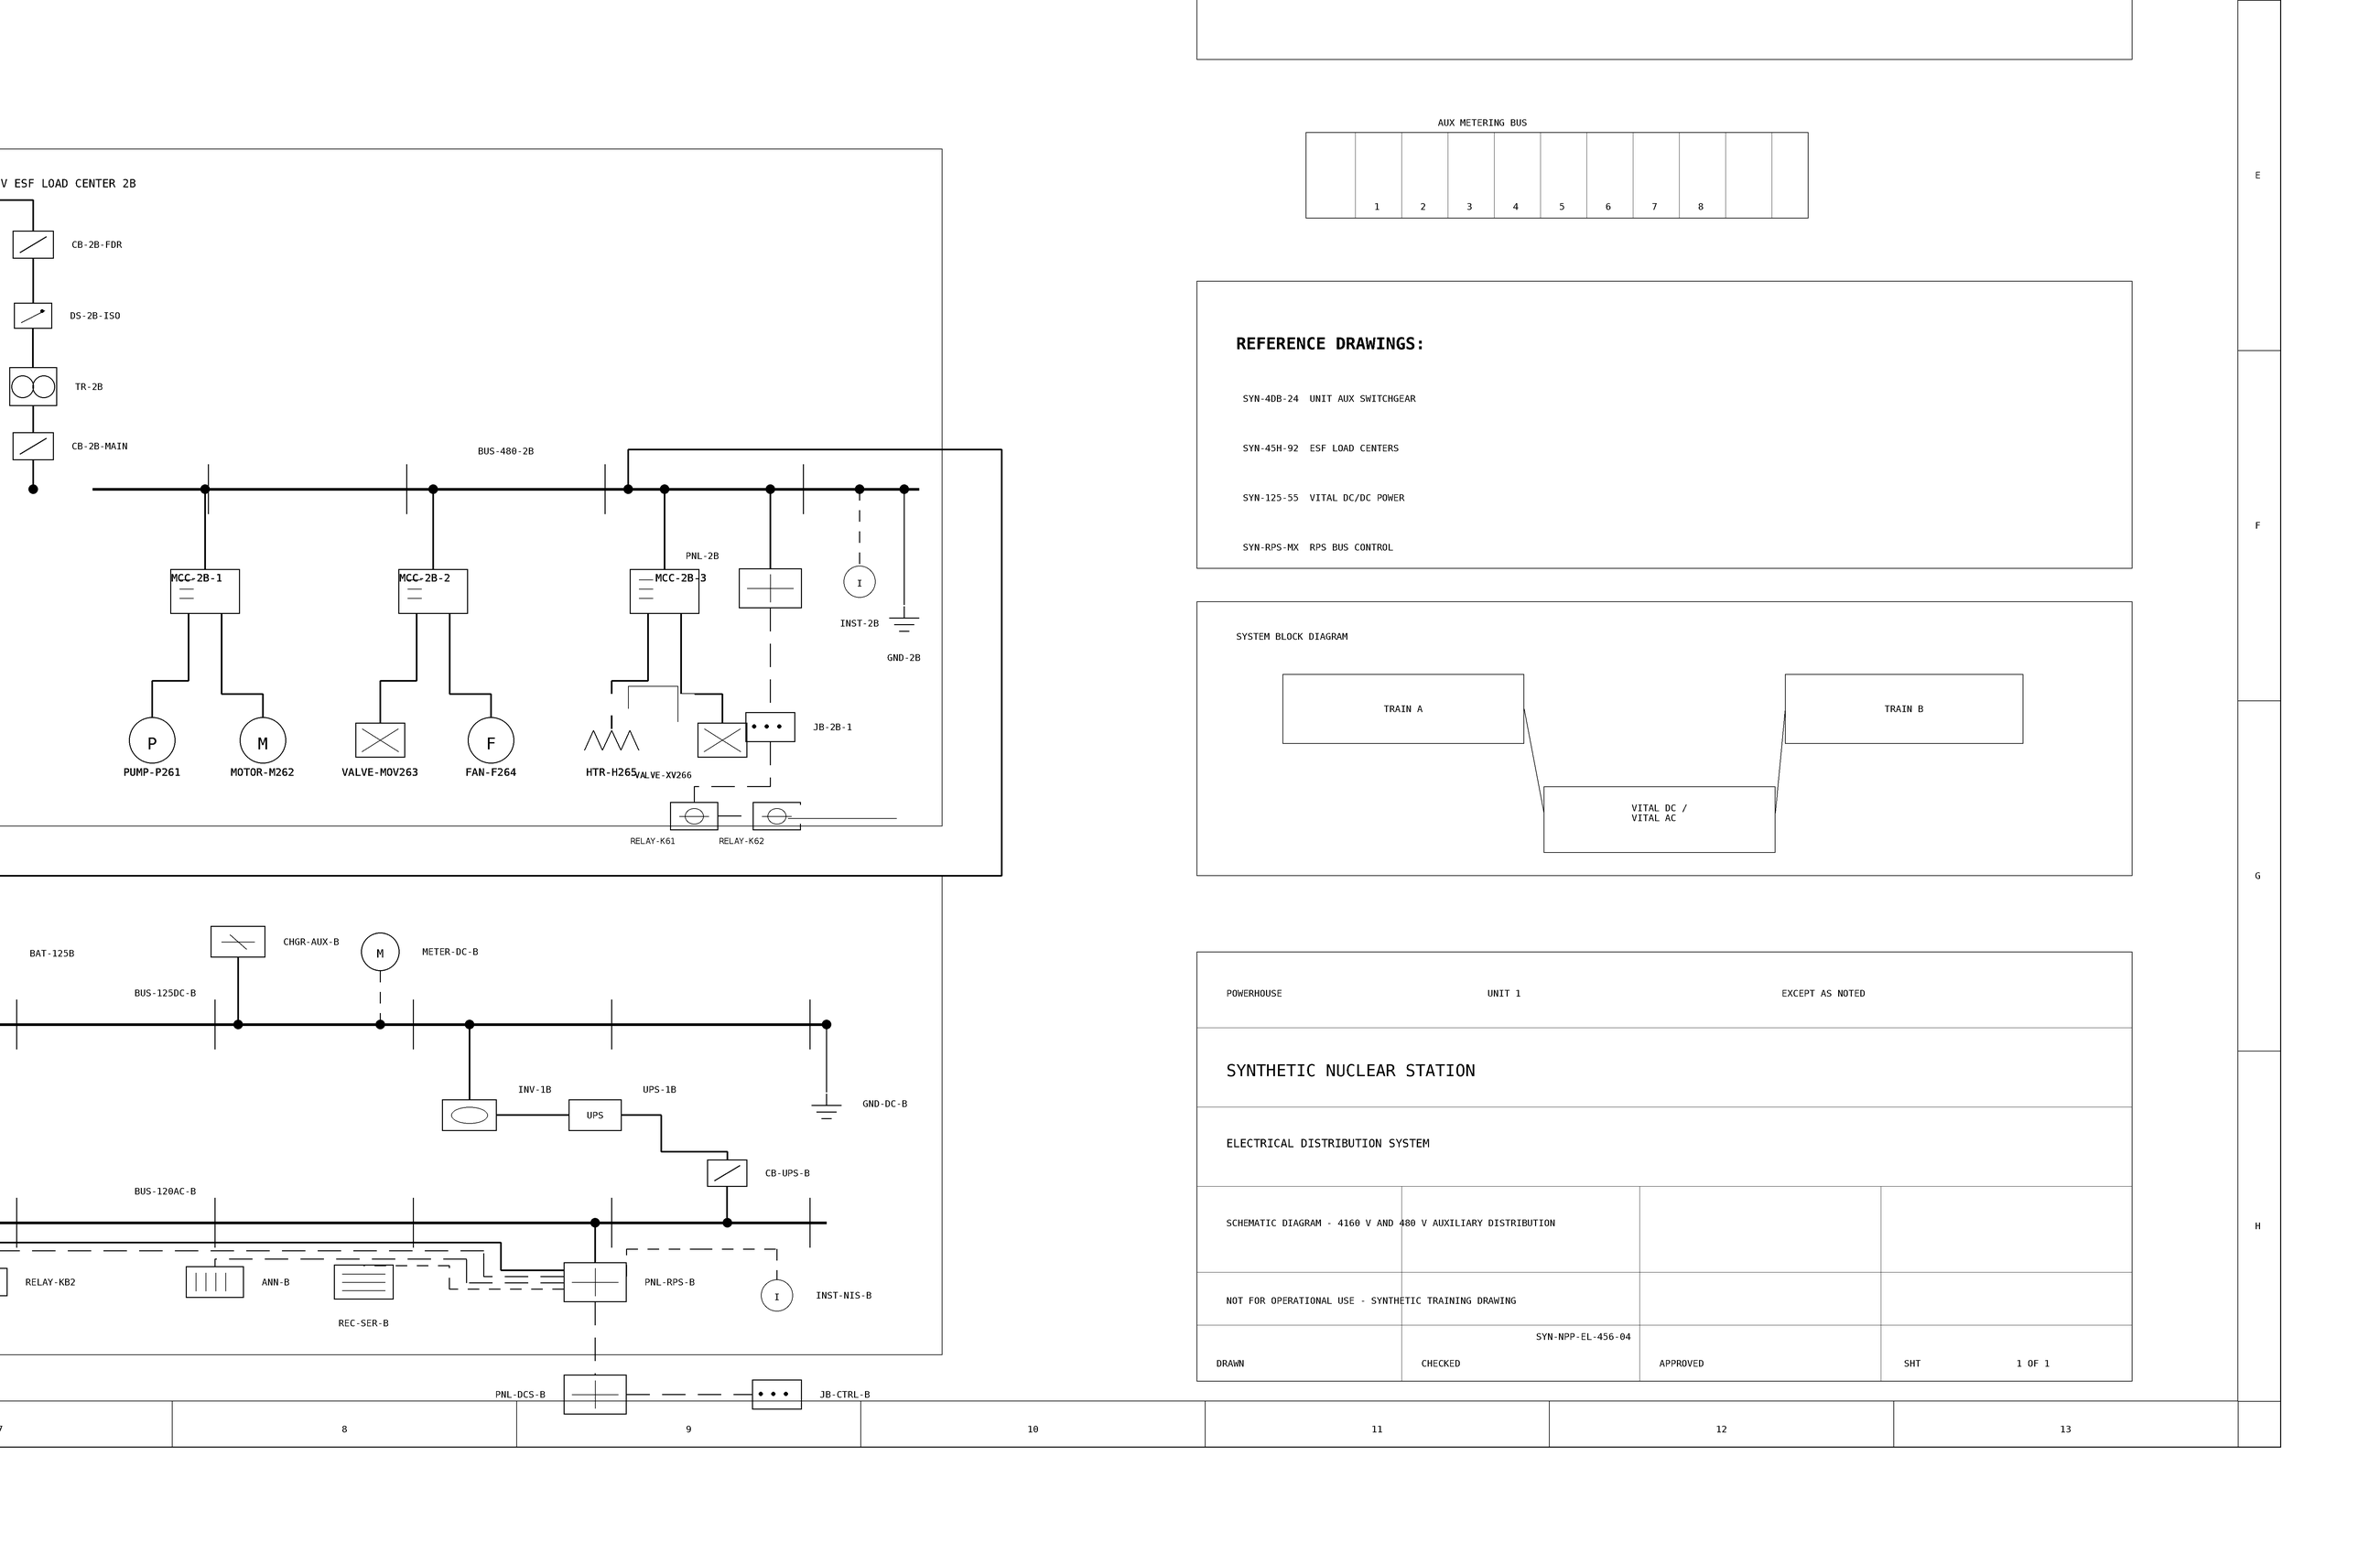 AUX METERING BUS
1 2 3 4 5 6 7 8
E
V ESF LOAD CENTER 2B
CB-2B-FDR
DS-2B-ISO
TR-2B
CB-2B-MAIN
BUS-480-2B
PNL-2B
MCC-2B-1
MCC-2B-2
MCC-2B-3
I
INST-2B
GND-2B
P
M
F
JB-2B-1
PUMP-P261
MOTOR-M262
VALVE-MOV263
FAN-F264
HTR-H265
VALVE-XV266
RELAY-K61
RELAY-K62
REFERENCE DRAWINGS:
SYN-4DB-24 UNIT AUX SWITCHGEAR
SYN-45H-92 ESF LOAD CENTERS
SYN-125-55 VITAL DC/DC POWER
SYN-RPS-MX RPS BUS CONTROL
F
SYSTEM BLOCK DIAGRAM
TRAIN A
TRAIN B
VITAL DC /
VITAL AC
G
BAT-125B
CHGR-AUX-B
M
METER-DC-B
BUS-125DC-B
INV-1B
UPS-1B
UPS
GND-DC-B
CB-UPS-B
BUS-120AC-B
RELAY-KB2
ANN-B
REC-SER-B
PNL-RPS-B
I
INST-NIS-B
PNL-DCS-B
JB-CTRL-B
POWERHOUSE UNIT 1 EXCEPT AS NOTED
SYNTHETIC NUCLEAR STATION
ELECTRICAL DISTRIBUTION SYSTEM
SCHEMATIC DIAGRAM - 4160 V AND 480 V AUXILIARY DISTRIBUTION
NOT FOR OPERATIONAL USE - SYNTHETIC TRAINING DRAWING
SYN-NPP-EL-456-04
DRAWN CHECKED APPROVED SHT 1 OF 1
H
8 9 10 11 12 13